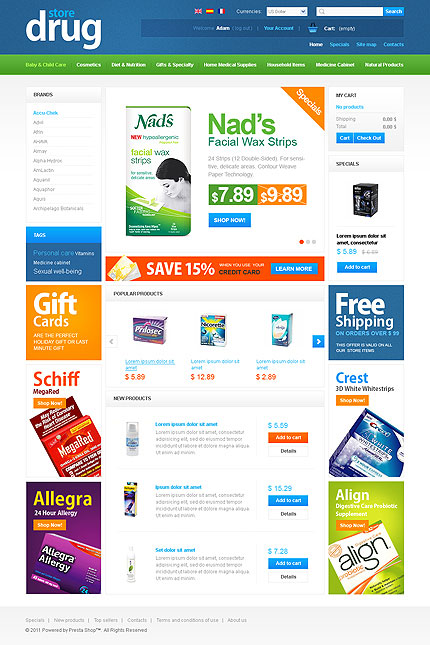 store
drug
Currencies: US Dollar
Search
Welcome Adam | Your Account | Cart: (empty)
Home Specials Site map Contacts
Baby & Child Care Cosmetics Diet & Nutrition Gifts & Specialty Home Medical Supplies Household Items Medicine Cabinet Natural Products
BRANDS
Accu-Chek
Advil
Afrin
Almay
Alpha Hydrox
AmLactin
Aquanil
Aquaphor
Aquis
Archipelago Botanicals
TAGS
Personal care Vitamins
Medicine cabinet
Sexual well-being
Nad's
NEW hypoallergenic
facial wax
strips
for sensitive,
delicate areas.
Specials
Nad's
Facial Wax Strips
24 Strips (12 Double-Sided). For sensi-
tive, delicate areas. Contour Weave
Paper Technology.
$7.89 $9.89
SHOP NOW!
MY CART
No products
Shipping 0.00 $
Total 0.00 $
Cart Check Out
SPECIALS
Lorem ipsum dolor sit
amet, consectetur
$ 5.89
Add to cart
SAVE 15% WHEN YOU USE YOUR
CREDIT CARD
LEARN MORE
Gift
Cards
ARE THE PERFECT
HOLIDAY GIFT OR LAST
MINUTE GIFT
POPULAR PRODUCTS
Prilosec
Nicorette
Lorem ipsum dolor sit
amet
$ 5.89
Lorem ipsum dolor sit
amet
$ 12.89
Lorem ipsum dolor sit
amet
$ 2.89
Free
Shipping
ON ORDERS OVER $ 99
THIS OFFER IS VALID ON ALL
OUR STORE ITEMS
Schiff
MegaRed
Shop Now!
MegaRed
Crest
3D White Whitestrips
Shop Now!
Crest
WHITESTRIPS
NEW PRODUCTS
Lorem ipsum dolor sit amet
Lorem ipsum dolor sit amet, consectetur
adipisicing elit, sed do eiusmod tempor
incididunt ut labore et dolore magna aliqua.
Ut enim ad minim.
$ 6.59
Add to cart
Details
Ipsum dolor sit amet
Lorem ipsum dolor sit amet, consectetur
adipisicing elit, sed do eiusmod tempor
incididunt ut labore et dolore magna aliqua.
Ut enim ad minim.
$ 15.29
Add to cart
Details
Set dolor si amet
Lorem ipsum dolor sit amet, consectetur
adipisicing elit, sed do eiusmod tempor
incididunt ut labore et dolore magna aliqua.
Ut enim ad minim.
$ 7.28
Add to cart
Details
Allegra
24 Hour Allergy
Shop Now!
Allegra
Allergy
Align
Digestive Care Probiotic
Supplement
Shop Now!
align
Specials | New products | Top sellers | Contacts | Terms and conditions of use | About us
© 2011 Powered by Presta Shop™. All Rights Reserved